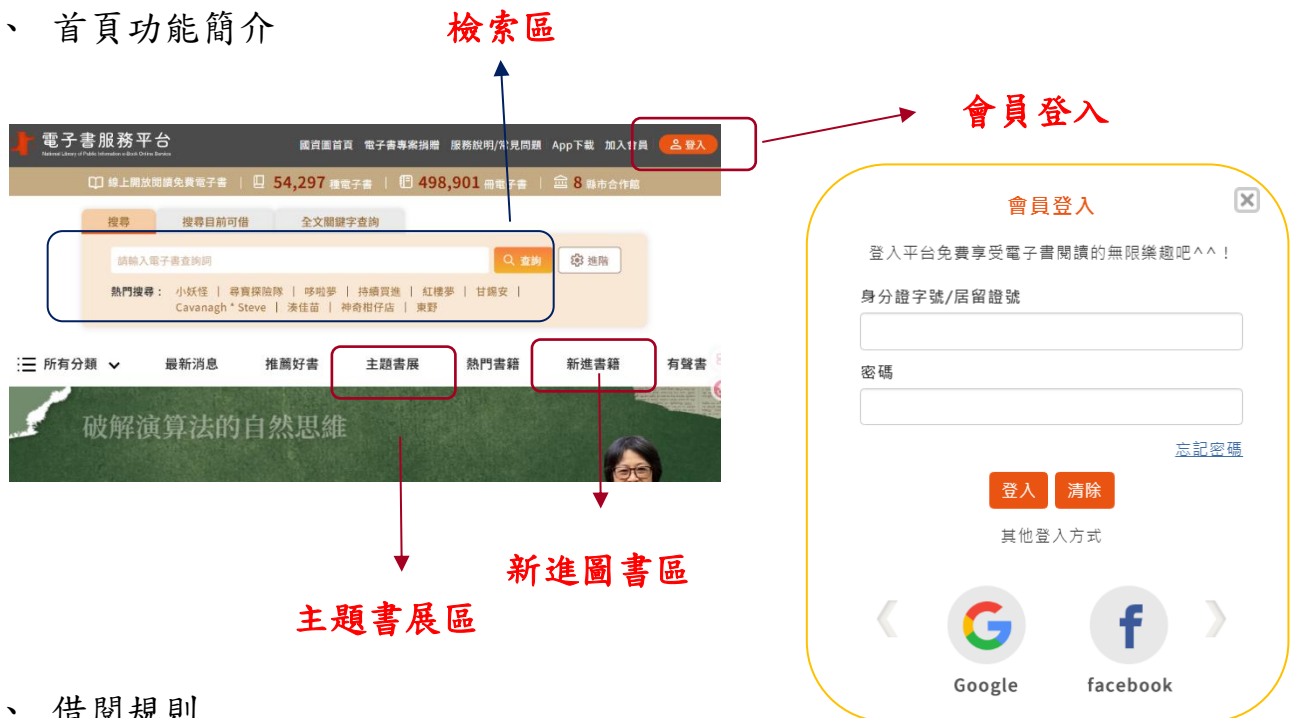 、 首頁功能簡介
檢索區
會員登入
電子書服務平台
National Library of Public Information e-Book Online Service
國資圖首頁 電子書專案捐贈 服務說明/常見問題 App下載 加入會員 登入
線上開放閱讀免費電子書 | 54,297 種電子書 | 498,901 冊電子書 | 8 縣市合作館
搜尋 搜尋目前可借 全文關鍵字查詢
請輸入電子書查詢詞 查詢 進階
熱門搜尋： 小妖怪 | 尋寶探險隊 | 哆啦夢 | 持續買進 | 紅樓夢 | 甘錫安 |
Cavanagh * Steve | 湊佳苗 | 神奇柑仔店 | 東野
所有分類 最新消息 推薦好書 主題書展 熱門書籍 新進書籍 有聲書
破解演算法的自然思維
新進圖書區
主題書展區
會員登入
登入平台免費享受電子書閱讀的無限樂趣吧^^！
身分證字號/居留證號
密碼
忘記密碼
登入 清除
其他登入方式
Google facebook
、 借閱規則